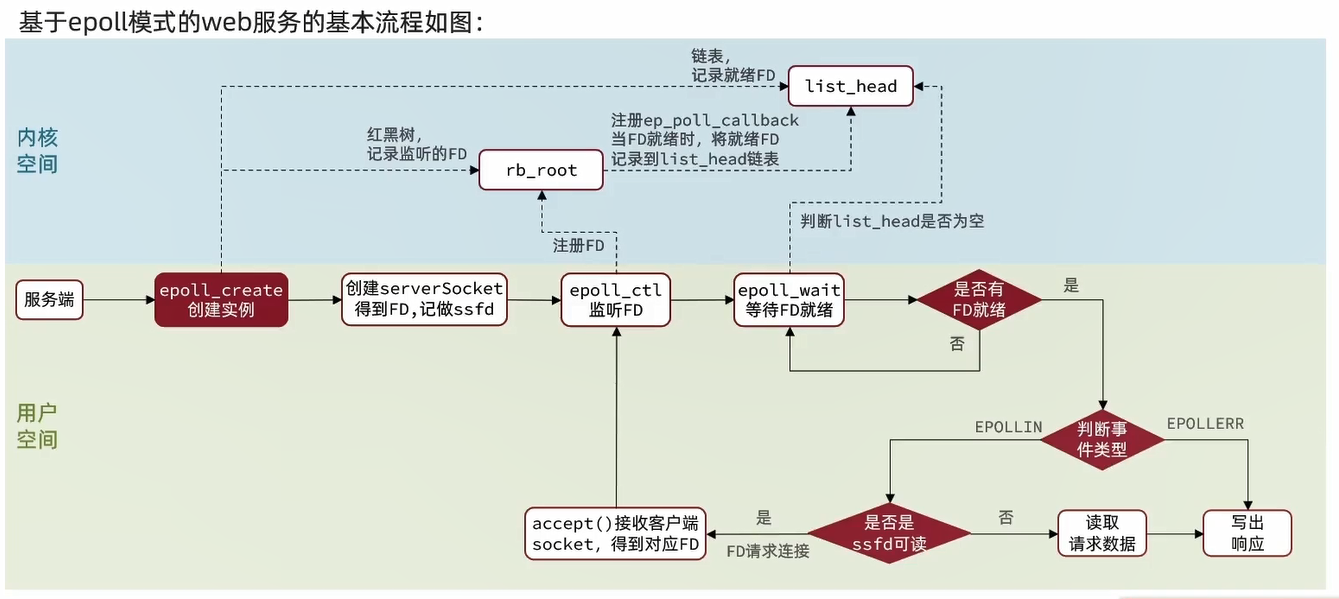 基于epoll模式的web服务的基本流程如图：
链表，
记录就绪FD
list_head
内核
空间
红黑树，
记录监听的FD
rb_root
注册ep_poll_callback
当FD就绪时，将就绪FD
记录到list_head链表
判断list_head是否为空
注册FD
服务端
epoll_create
创建实例
创建serverSocket
得到FD,记做ssfd
epoll_ctl
监听FD
epoll_wait
等待FD就绪
是否有
FD就绪
是
否
用户
空间
EPOLLIN
判断事
件类型
EPOLLERR
accept()接收客户端
socket，得到对应FD
是
FD请求连接
是否是
ssfd可读
否
读取
请求数据
写出
响应